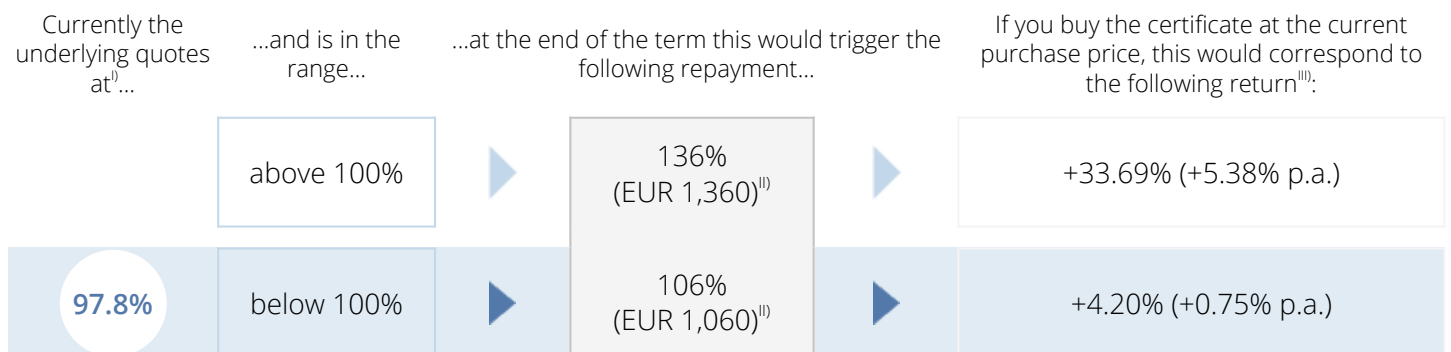 Currently the
underlying quotes
atI)...
...and is in the
range...
...at the end of the term this would trigger the
following repayment...
If you buy the certificate at the current
purchase price, this would correspond to
the following returnIII):
above 100%
136%
(EUR 1,360)II)
+33.69% (+5.38% p.a.)
97.8%
below 100%
106%
(EUR 1,060)II)
+4.20% (+0.75% p.a.)